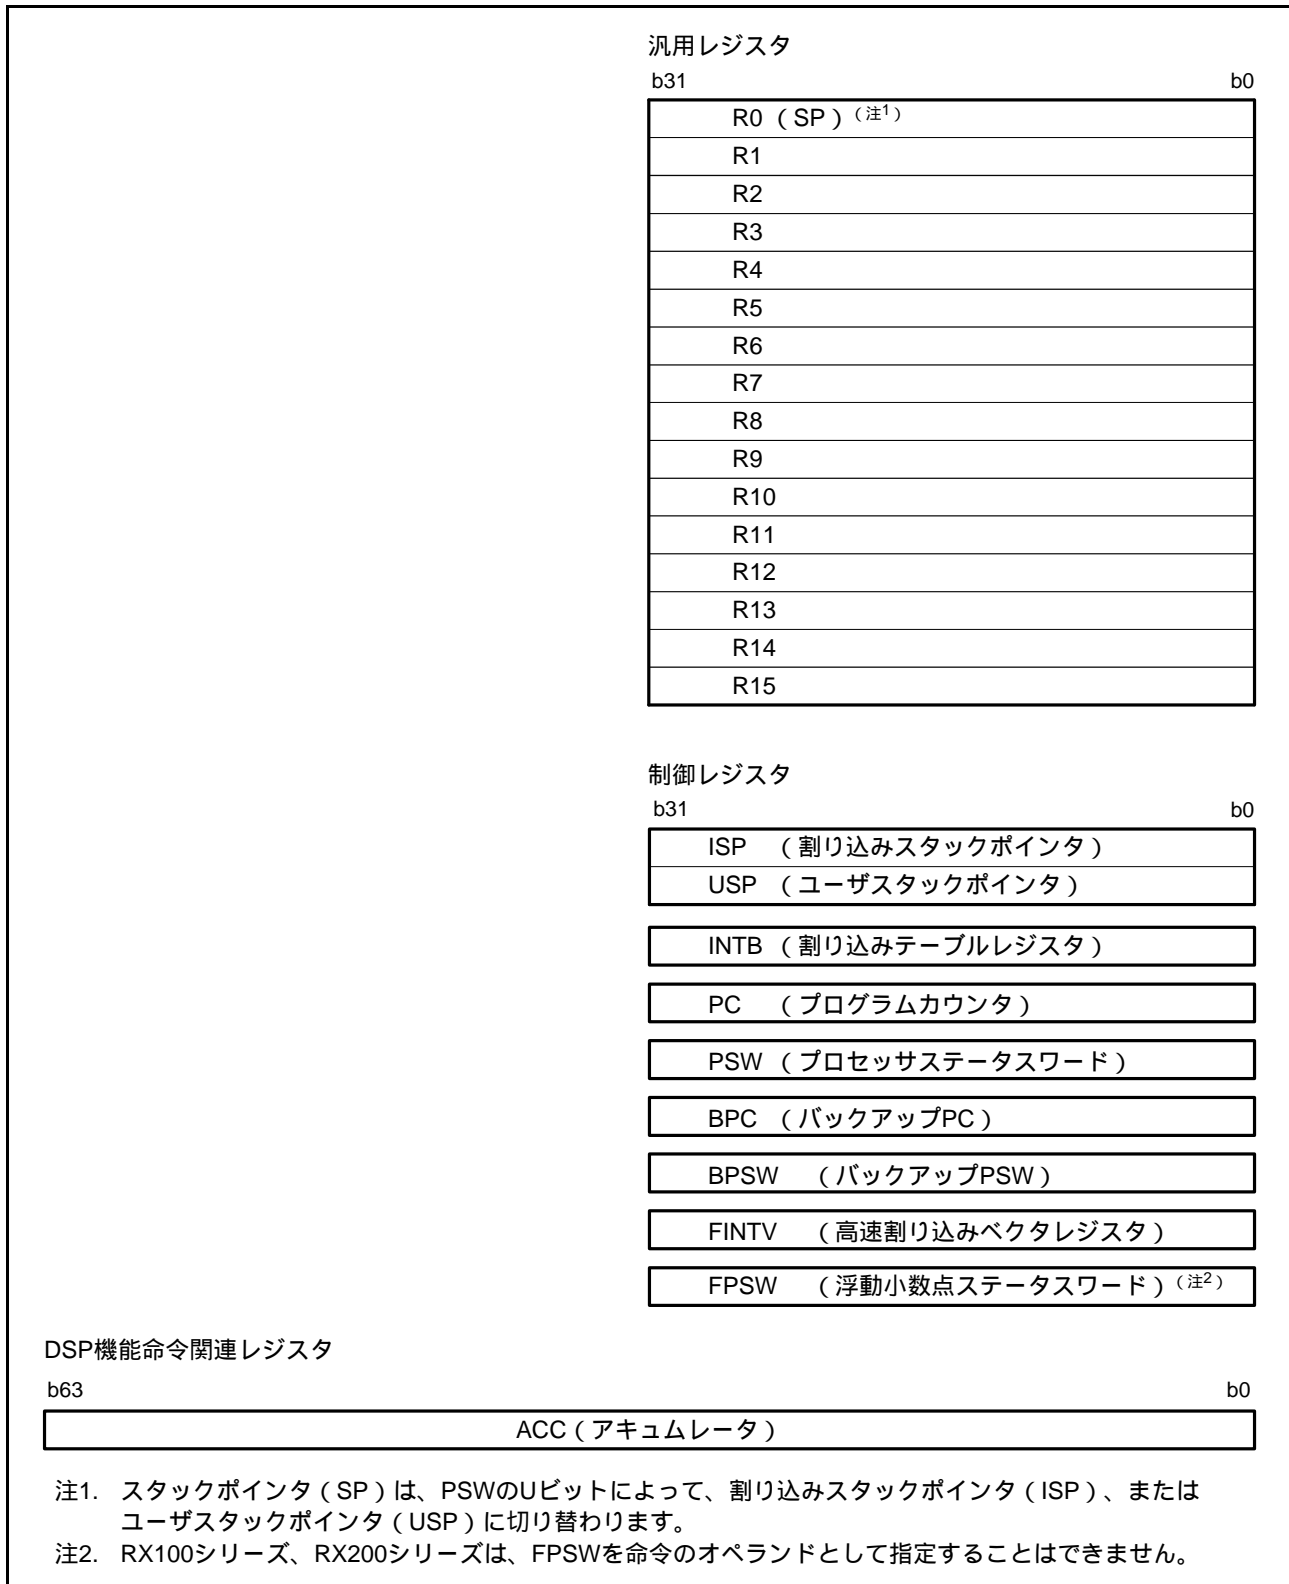 汎用レジスタ
b31 b0
R0 （SP）（注1）
R1
R2
R3
R4
R5
R6
R7
R8
R9
R10
R11
R12
R13
R14
R15
制御レジスタ
b31 b0
ISP （割り込みスタックポインタ）
USP （ユーザスタックポインタ）
INTB （割り込みテーブルレジスタ）
PC （プログラムカウンタ）
PSW （プロセッサステータスワード）
BPC （バックアップPC）
BPSW （バックアップPSW）
FINTV （高速割り込みベクタレジスタ）
FPSW （浮動小数点ステータスワード）（注2）
DSP機能命令関連レジスタ
b63 b0
ACC（アキュムレータ）
注1. スタックポインタ（SP）は、PSWのUビットによって、割り込みスタックポインタ（ISP）、または
ユーザスタックポインタ（USP）に切り替わります。
注2. RX100シリーズ、RX200シリーズは、FPSWを命令のオペランドとして指定することはできません。